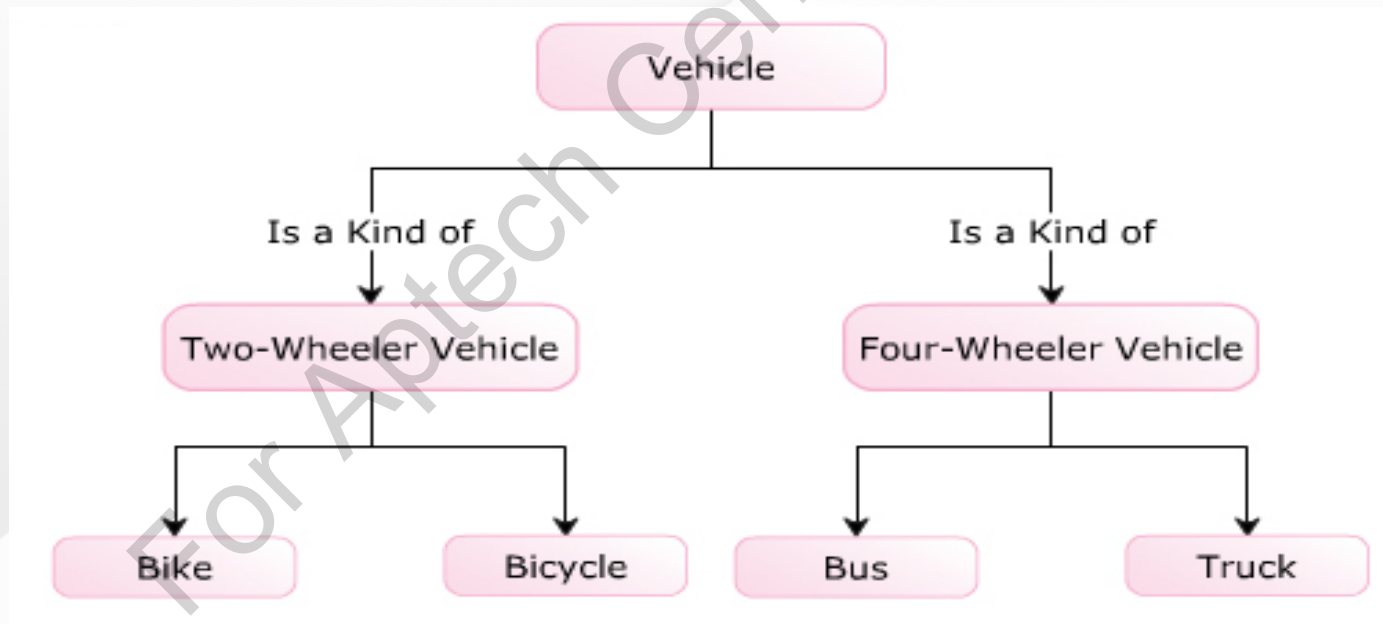 Vehicle
Is a Kind of
Is a Kind of
Two-Wheeler Vehicle
Four-Wheeler Vehicle
Bike
Bicycle
Bus
Truck
For Aptech Cen